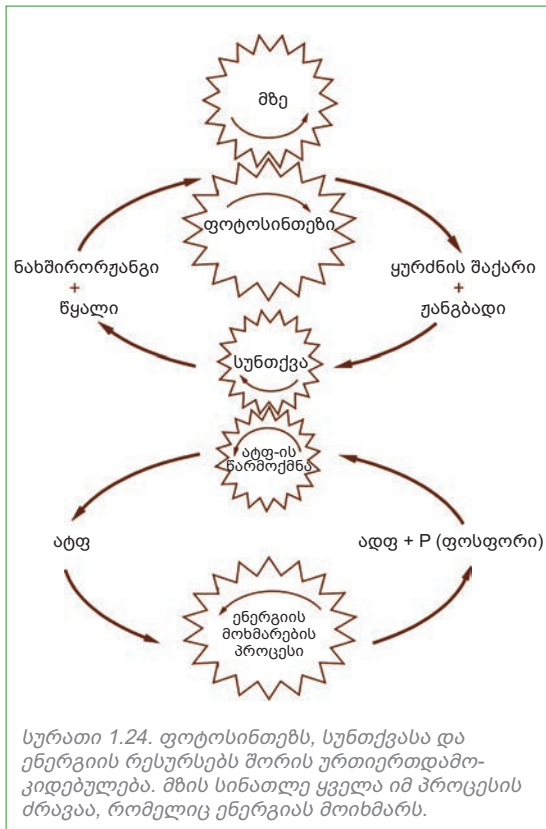 მზე
ფოტოსინთეზი
ნახშირორჟანგი
+
წყალი
ყურძნის შაქარი
+
ჟანგბადი
სუნთქვა
ატფ-ის
წარმოქმნა
ატფ
ადფ + P (ფოსფორი)
ენერგიის
მოხმარების
პროცესი
სურათი 1.24. ფოტოსინთეზს, სუნთქვასა და
ენერგიის რესურსებს შორის ურთიერთდამო-
კიდებულება. მზის სინათლე ყველა იმ პროცესის
ძრავაა, რომელიც ენერგიას მოიხმარს.